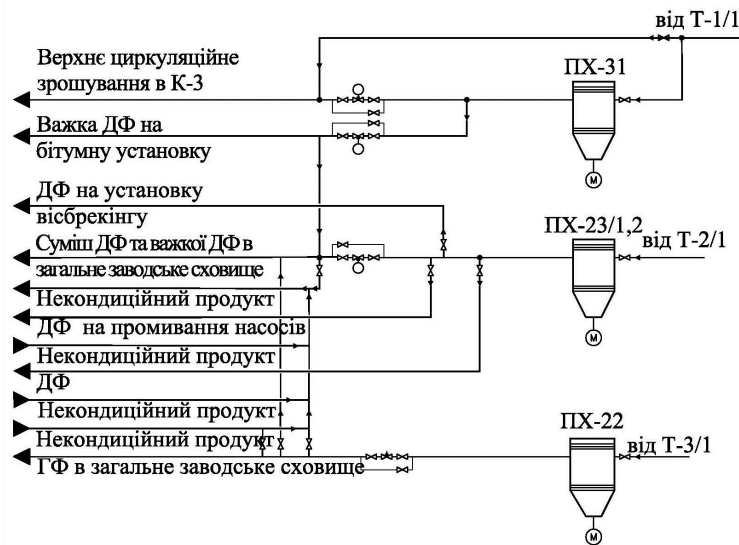 від Т-1/1
Верхнє циркуляційне
зрошування в К-3
ПХ-31
Важка ДФ на
бітумну установку
М
ДФ на установку
вісбрекінгу
ПХ-23/1,2
від Т-2/1
Суміш ДФ та важкої ДФ в
загальне заводське сховище
Некондиційний продукт
ДФ на промивання насосів
М
Некондиційний продукт
ДФ
Некондиційний продукт
ПХ-22
Некондиційний продукт
від Т-3/1
ГФ в загальне заводське сховище
М